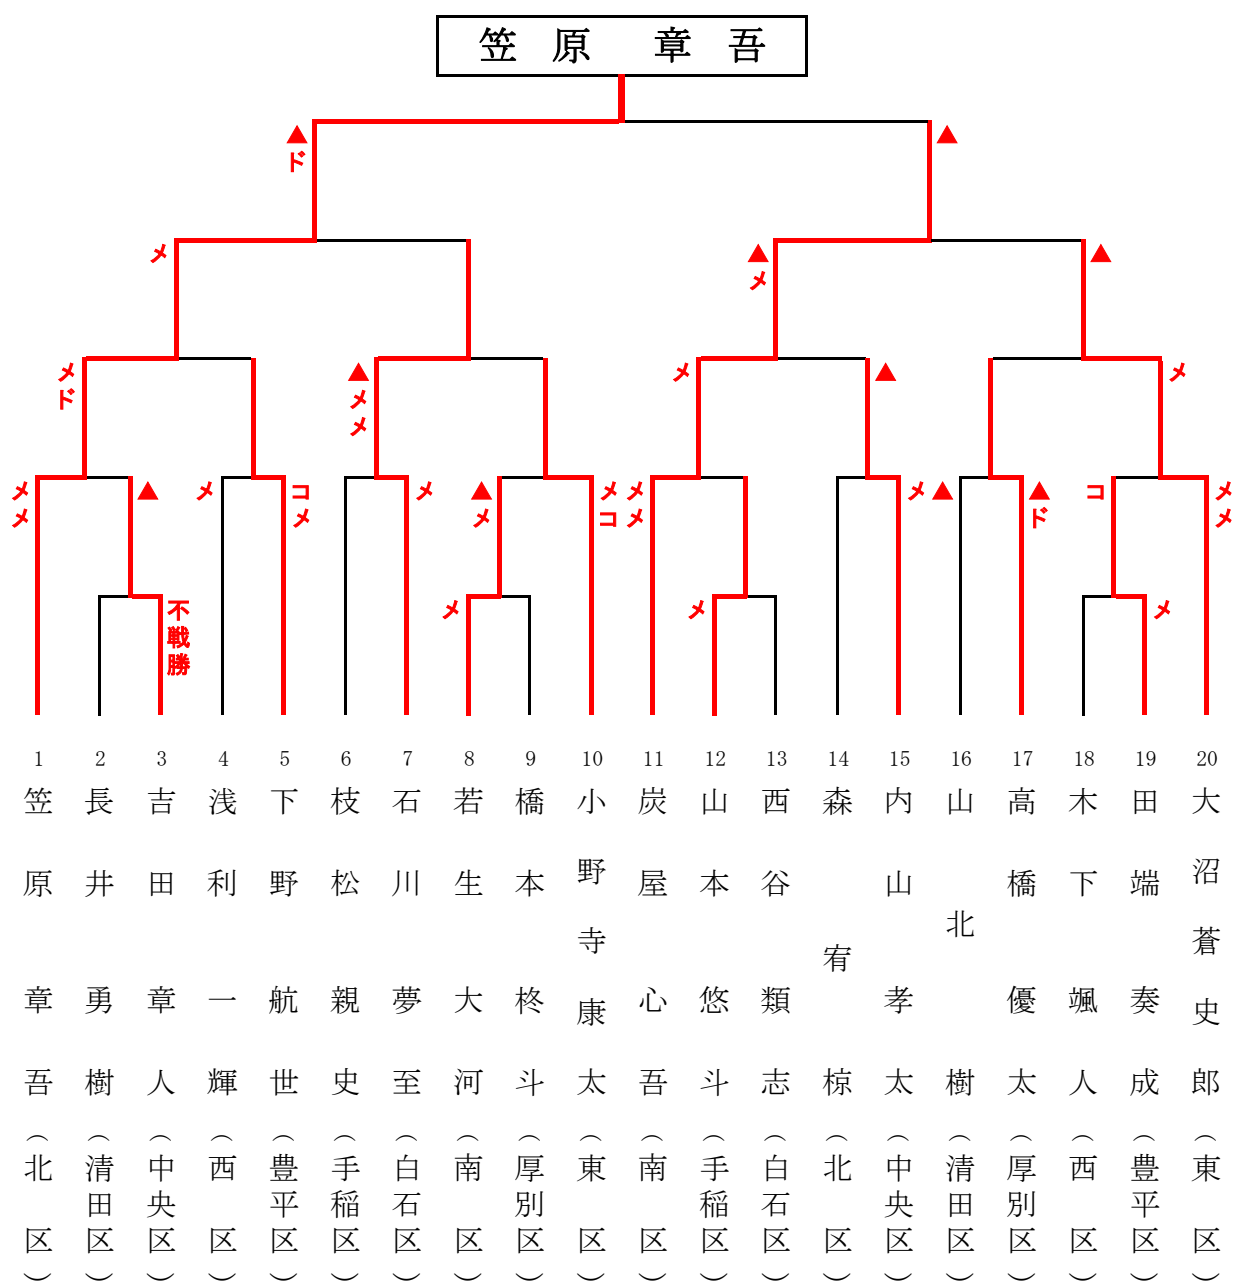 笠原 章吾
▲ド
▲
メ
▲メ
▲
メド
▲メメ
メ
▲
メ
メメ
▲
メ
コメ
メ
▲メ
メコ
メメ
メ
▲
▲ド
コ
メメ
不戦勝
メ
メ
メ
1 2 3 4 5 6 7 8 9 10 11 12 13 14 15 16 17 18 19 20
笠原章吾(北区)
長井勇樹(清田区)
吉田章人(中央区)
浅利一輝(西区)
下野航世(豊平区)
枝松親史(手稲区)
石川夢至(白石区)
若生大河(南区)
橋本柊斗(厚別区)
小野寺康太(東区)
炭屋心吾(南区)
山本悠斗(手稲区)
西谷類志(白石区)
森宥椋(北区)
内山孝太(中央区)
山北樹(清田区)
高橋優太(厚別区)
木下颯人(西区)
田端奏成(豊平区)
大沼蒼史郎(東区)